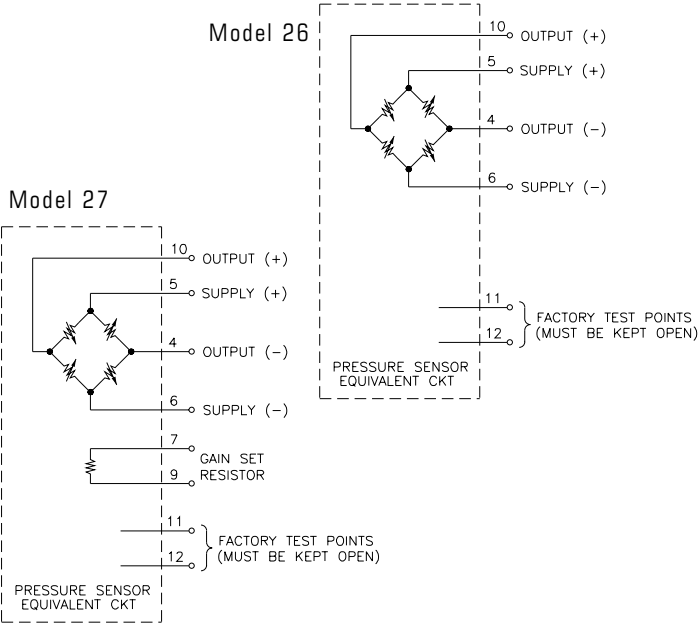 Model 26
10 OUTPUT (+)
5 SUPPLY (+)
4 OUTPUT (−)
6 SUPPLY (−)
11
12
FACTORY TEST POINTS
(MUST BE KEPT OPEN)
PRESSURE SENSOR
EQUIVALENT CKT
Model 27
10 OUTPUT (+)
5 SUPPLY (+)
4 OUTPUT (−)
6 SUPPLY (−)
7
9
GAIN SET
RESISTOR
11
12
FACTORY TEST POINTS
(MUST BE KEPT OPEN)
PRESSURE SENSOR
EQUIVALENT CKT